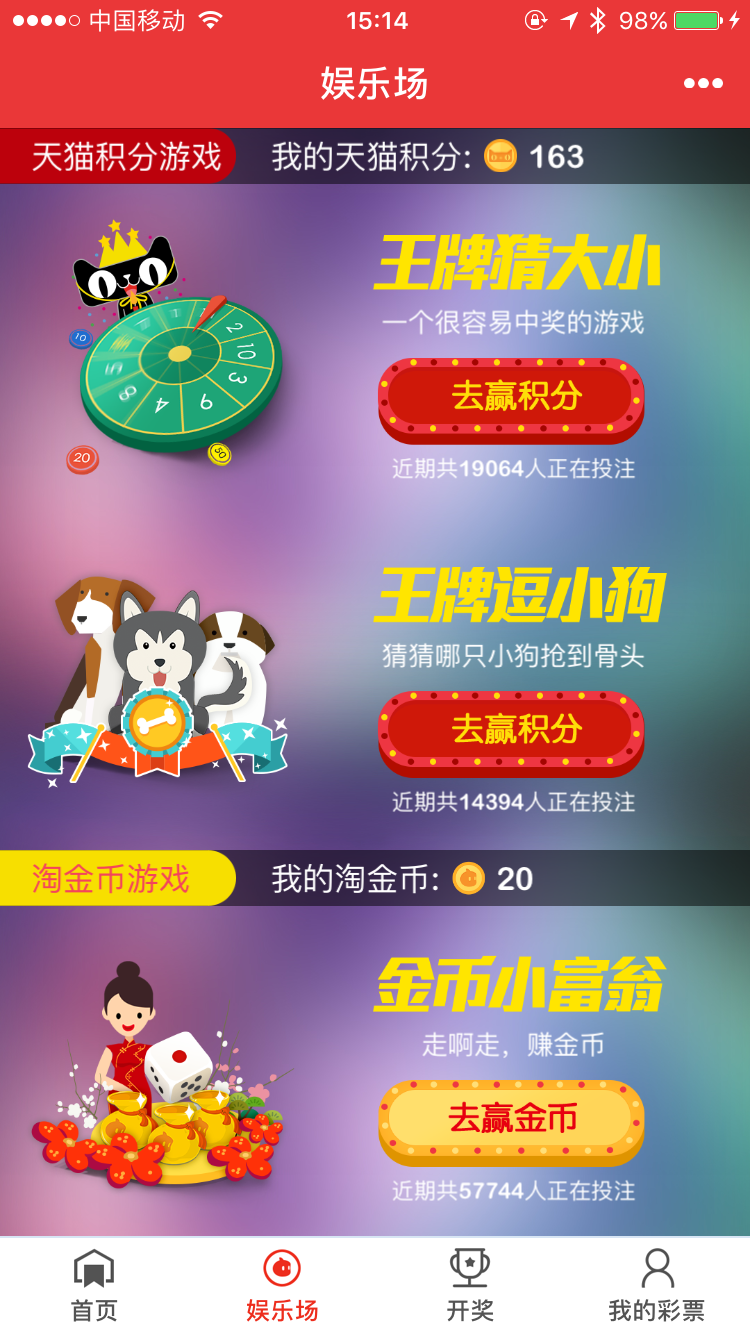 中国移动 15:14 98%
娱乐场
天猫积分游戏 我的天猫积分: 163
王牌猜大小
一个很容易中奖的游戏
去赢积分
近期共19064人正在投注
10
1
2
10
3
6
4
8
20
50
王牌逗小狗
猜猜哪只小狗抢到骨头
去赢积分
近期共14394人正在投注
淘金币游戏 我的淘金币: 20
金币小富翁
走啊走，赚金币
去赢金币
近期共57744人正在投注
首页 娱乐场 开奖 我的彩票